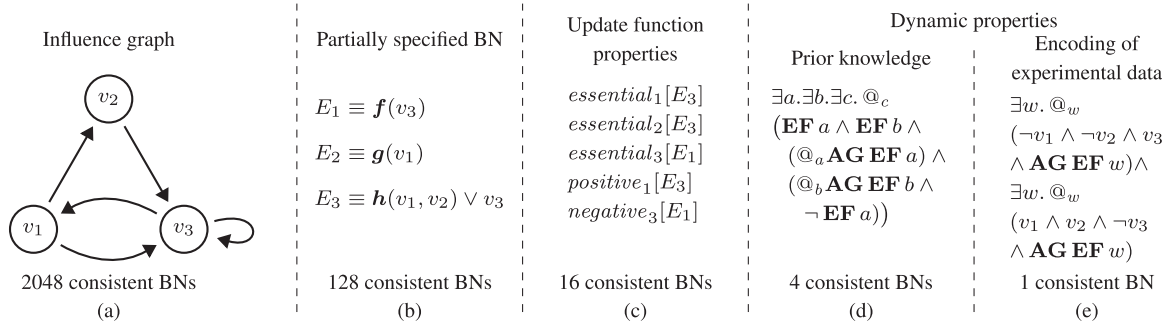 Influence graph
v₂
v₁
v₃
2048 consistent BNs
(a)
Partially specified BN
E₁ ≡ f(v₃)
E₂ ≡ g(v₁)
E₃ ≡ h(v₁, v₂) ∨ v₃
128 consistent BNs
(b)
Update function
properties
essential₁[E₃]
essential₂[E₃]
essential₃[E₁]
positive₁[E₃]
negative₃[E₁]
16 consistent BNs
(c)
Dynamic properties
Prior knowledge
∃a.∃b.∃c. @c
(EF a ∧ EF b ∧
(@a AG EF a) ∧
(@b AG EF b ∧
¬ EF a))
4 consistent BNs
(d)
Encoding of
experimental data
∃w. @w
(¬v₁ ∧ ¬v₂ ∧ v₃
∧ AG EF w)∧
∃w. @w
(v₁ ∧ v₂ ∧ ¬v₃
∧ AG EF w)
1 consistent BN
(e)